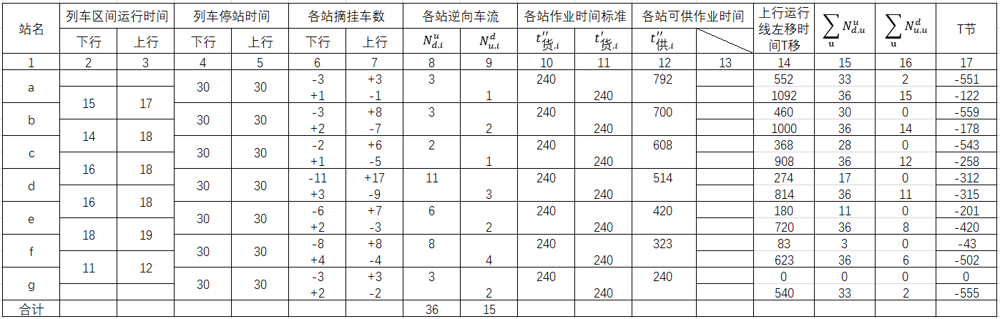 站名 列车区间运行时间 列车停站时间 各站摘挂车数 各站逆向车流 各站作业时间标准 各站可供作业时间 上行运行线左移时间T移 ∑u N^u_{d,u} ∑u N^d_{u,u} T节
下行 上行 下行 上行 下行 上行 N^u_{d,i} N^d_{u,i} t''_{货,i} t'_{货,i} t''_{供,i}
1 2 3 4 5 6 7 8 9 10 11 12 13 14 15 16 17
a 30 30 -3 +3 3 240 792 552 33 2 -551
+1 -1 1 240 1092 36 15 -122
15 17
b 30 30 -3 +8 3 240 700 460 30 0 -559
+2 -7 2 240 1000 36 14 -178
14 18
c 30 30 -2 +6 2 240 608 368 28 0 -543
+1 -5 1 240 908 36 12 -258
16 18
d 30 30 -11 +17 11 240 514 274 17 0 -312
+3 -9 3 240 814 36 11 -315
16 18
e 30 30 -6 +7 6 240 420 180 11 0 -201
+2 -3 2 240 720 36 8 -420
18 19
f 30 30 -8 +8 8 240 323 83 3 0 -43
+4 -4 4 240 623 36 6 -502
11 12
g 30 30 -3 +3 3 240 240 0 0 0 0
+2 -2 2 240 540 33 2 -555
合计 36 15